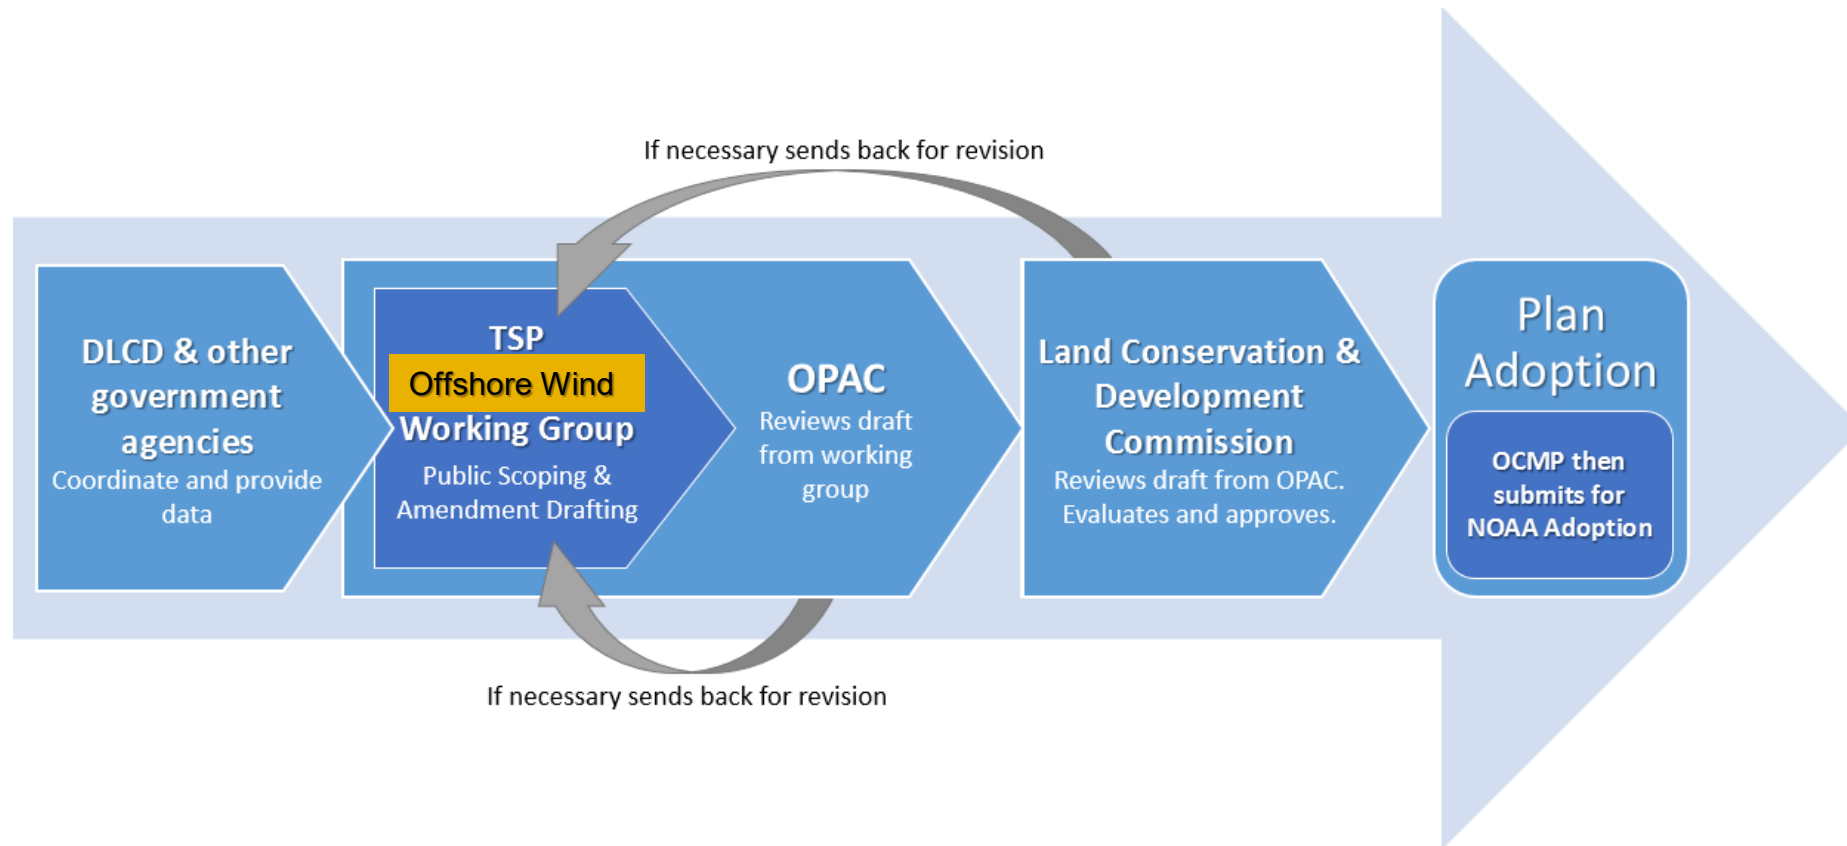 If necessary sends back for revision
DLCD & other
government
agencies
Coordinate and provide
data
TSP
Offshore Wind
Working Group
Public Scoping &
Amendment Drafting
OPAC
Reviews draft
from working
group
Land Conservation &
Development
Commission
Reviews draft from OPAC.
Evaluates and approves.
Plan
Adoption
OCMP then
submits for
NOAA Adoption
If necessary sends back for revision